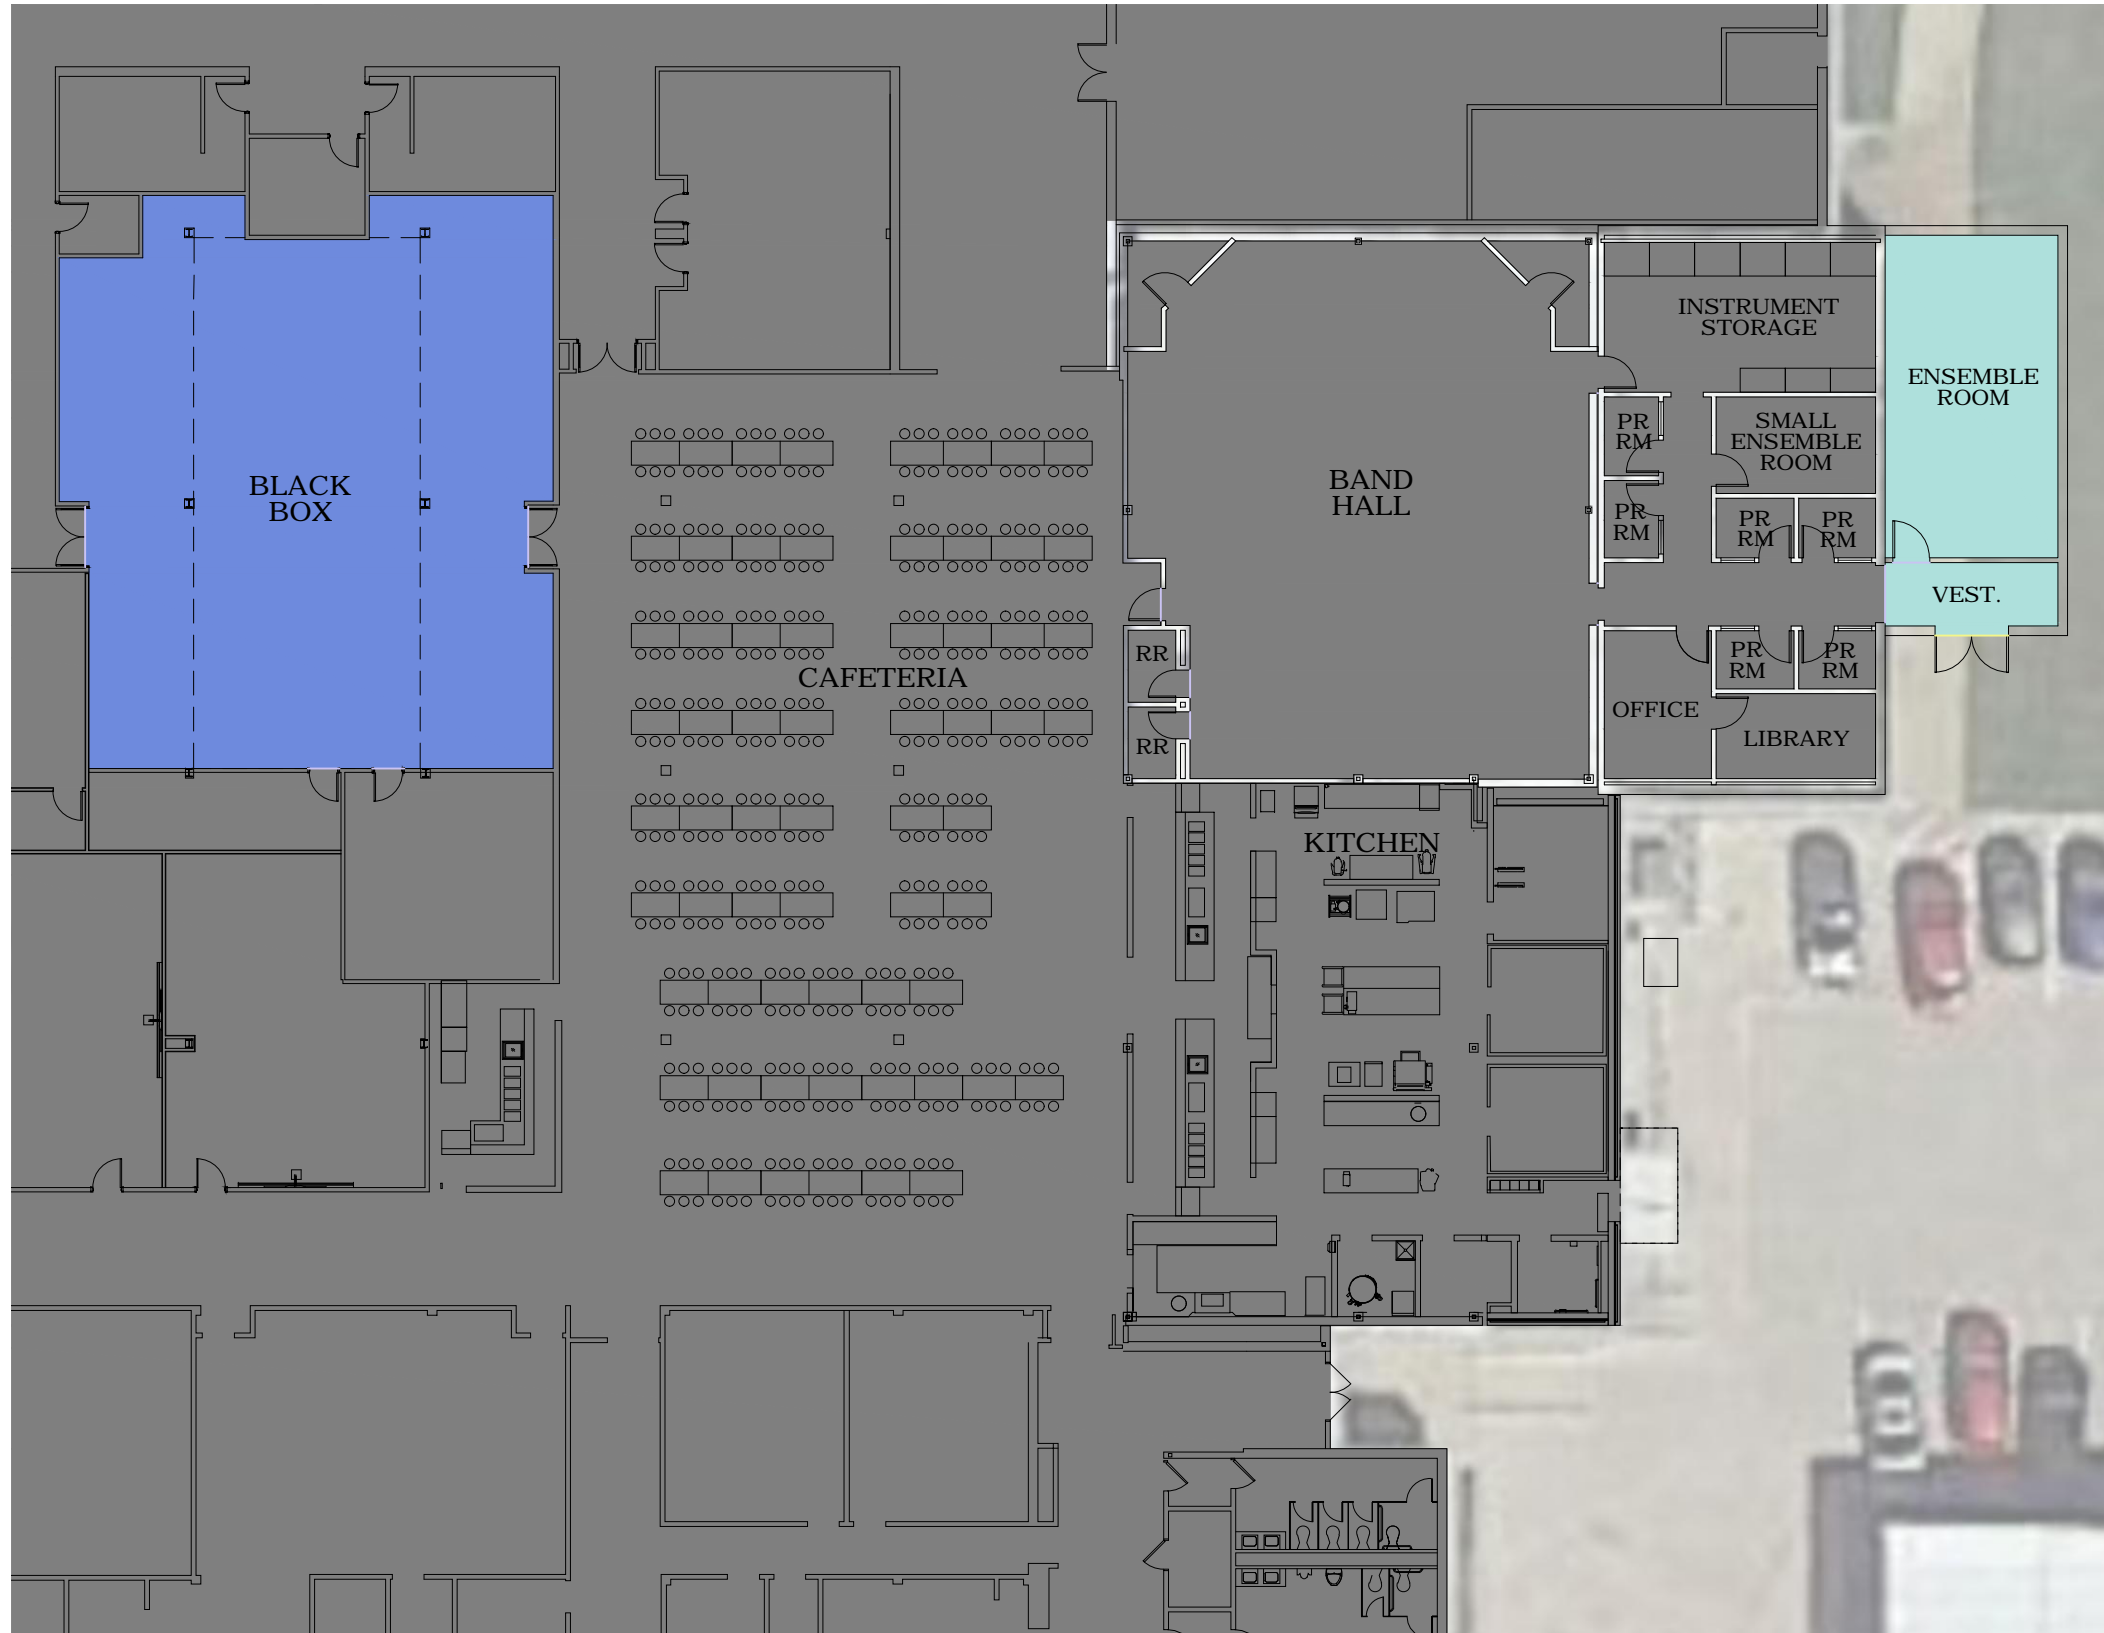 INSTRUMENT
STORAGE
ENSEMBLE
ROOM
PR
RM
SMALL
ENSEMBLE
ROOM
BLACK
BOX
BAND
HALL
PR
RM
PR
RM
PR
RM
VEST.
RR
CAFETERIA
PR
RM
PR
RM
OFFICE
RR
LIBRARY
KITCHEN